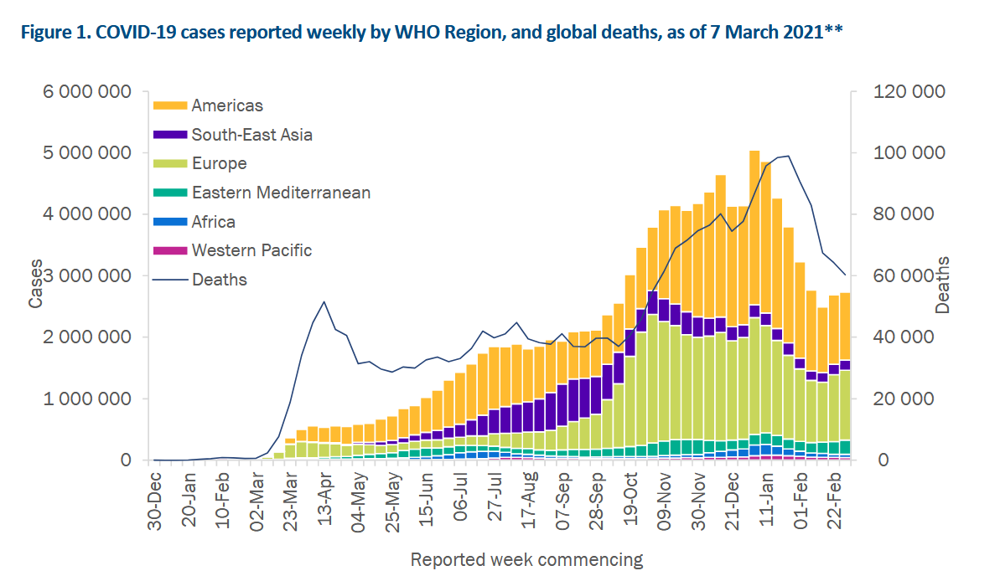 Figure 1. COVID-19 cases reported weekly by WHO Region, and global deaths, as of 7 March 2021**
6 000 000
5 000 000
4 000 000
3 000 000
2 000 000
1 000 000
0
Cases
Americas
South-East Asia
Europe
Eastern Mediterranean
Africa
Western Pacific
Deaths
120 000
100 000
80 000
60 000
40 000
20 000
0
Deaths
30-Dec
20-Jan
10-Feb
02-Mar
23-Mar
13-Apr
04-May
25-May
15-Jun
06-Jul
27-Jul
17-Aug
07-Sep
28-Sep
19-Oct
09-Nov
30-Nov
21-Dec
11-Jan
01-Feb
22-Feb
Reported week commencing